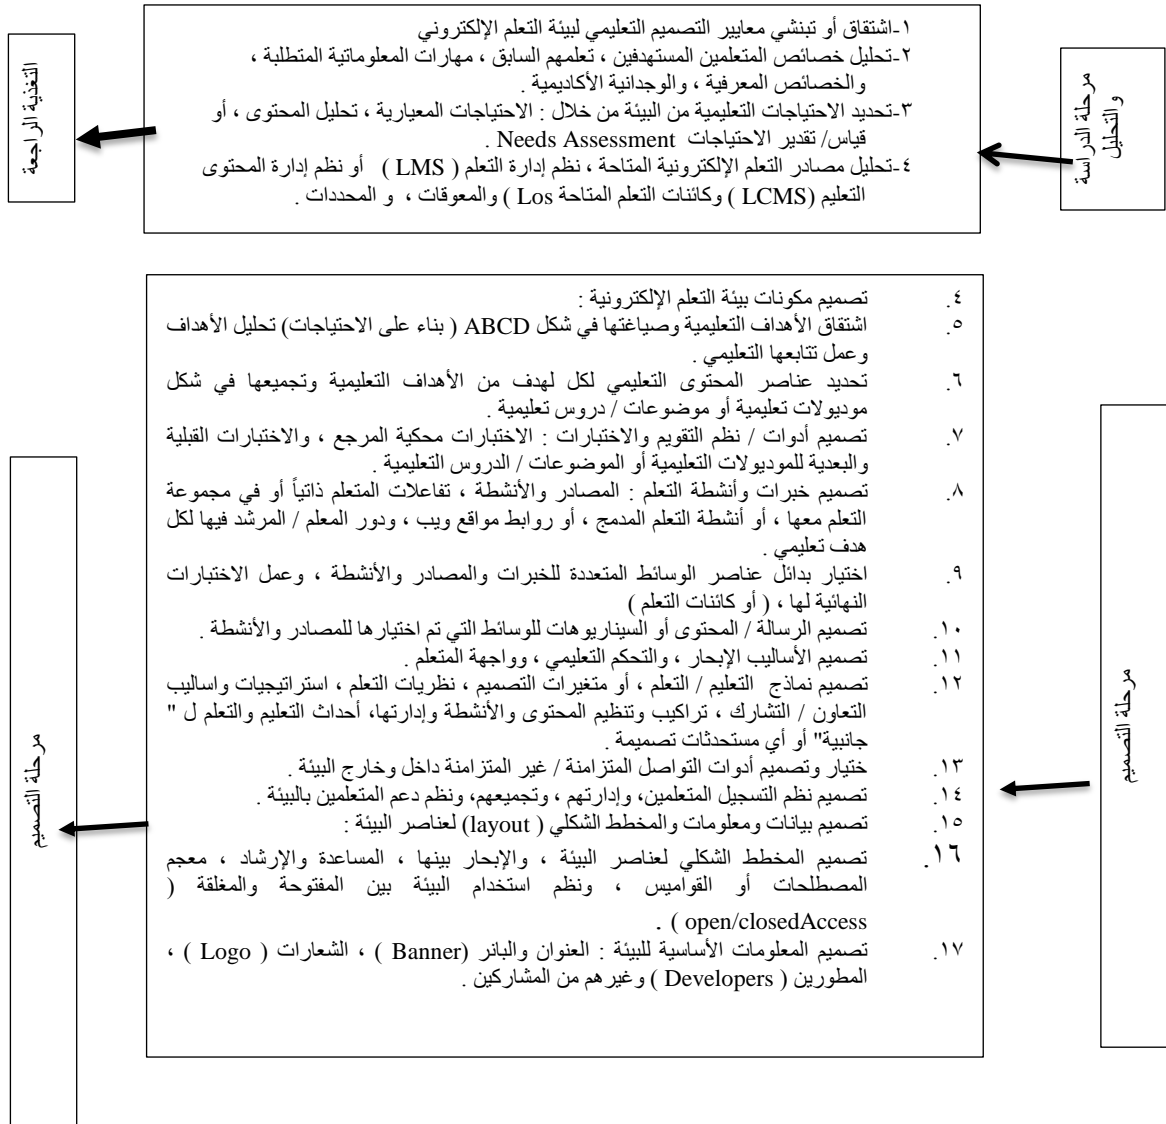 مرحلة الدراسة
والتحليل
١-اشتقاق أو تبنشي معايير التصميم التعليمي لبيئة التعلم الإلكتروني
٢-تحليل خصائص المتعلمين المستهدفين ، تعلمهم السابق ، مهارات المعلوماتية المتطلبة ،
والخصائص المعرفية ، والوجدانية الأكاديمية .
٣-تحديد الاحتياجات التعليمية من البيئة من خلال : الاحتياجات المعيارية ، تحليل المحتوى ، أو
قياس/ تقدير الاحتياجات Needs Assessment .
٤-تحليل مصادر التعلم الإلكترونية المتاحة ، نظم إدارة التعلم ( LMS ) أو نظم إدارة المحتوى
التعليم (LCMS ) وكائنات التعلم المتاحة Los ) والمعوقات ، و المحددات .
التغذية الراجعة
مرحلة التصميم
٤. تصميم مكونات بيئة التعلم الإلكترونية :
٥. اشتقاق الأهداف التعليمية وصياغتها في شكل ABCD ( بناء على الاحتياجات) تحليل الأهداف
وعمل تتابعها التعليمي .
٦. تحديد عناصر المحتوى التعليمي لكل لهدف من الأهداف التعليمية وتجميعها في شكل
موديولات تعليمية أو موضوعات / دروس تعليمية .
٧. تصميم أدوات / نظم التقويم والاختبارات : الاختبارات محكية المرجع ، والاختبارات القبلية
والبعدية للموديولات التعليمية أو الموضوعات / الدروس التعليمية .
٨. تصميم خبرات وأنشطة التعلم : المصادر والأنشطة ، تفاعلات المتعلم ذاتياً أو في مجموعة
التعلم معها ، أو أنشطة التعلم المدمج ، أو روابط مواقع ويب ، ودور المعلم / المرشد فيها لكل
هدف تعليمي .
٩. اختيار بدائل عناصر الوسائط المتعددة للخبرات والمصادر والأنشطة ، وعمل الاختبارات
النهائية لها ، ( أو كائنات التعلم )
١٠. تصميم الرسالة / المحتوى أو السيناريوهات للوسائط التي تم اختيارها للمصادر والأنشطة .
١١. تصميم الأساليب الإبحار ، والتحكم التعليمي ، وواجهة المتعلم .
١٢. تصميم نماذج التعليم / التعلم ، أو متغيرات التصميم ، نظريات التعلم ، استراتيجيات واساليب
التعاون / التشارك ، تراكيب وتنظيم المحتوى والأنشطة وإدارتها، أحداث التعليم والتعلم ل "
جانبية" أو أي مستحدثات تصميمة .
١٣. ختيار وتصميم أدوات التواصل المتزامنة / غير المتزامنة داخل وخارج البيئة .
١٤. تصميم نظم التسجيل المتعلمين، وإدارتهم ، وتجميعهم، ونظم دعم المتعلمين بالبيئة .
١٥. تصميم بيانات ومعلومات والمخطط الشكلي ( layout) لعناصر البيئة :
١٦. تصميم المخطط الشكلي لعناصر البيئة ، والإبحار بينها ، المساعدة والإرشاد ، معجم
المصطلحات أو القواميس ، ونظم استخدام البيئة بين المفتوحة والمغلقة (
open/closedAccess ) .
١٧. تصميم المعلومات الأساسية للبيئة : العنوان والبانر (Banner ) ، الشعارات ( Logo ) ،
المطورين ( Developers ) وغيرهم من المشاركين .
مرحلة التصميم